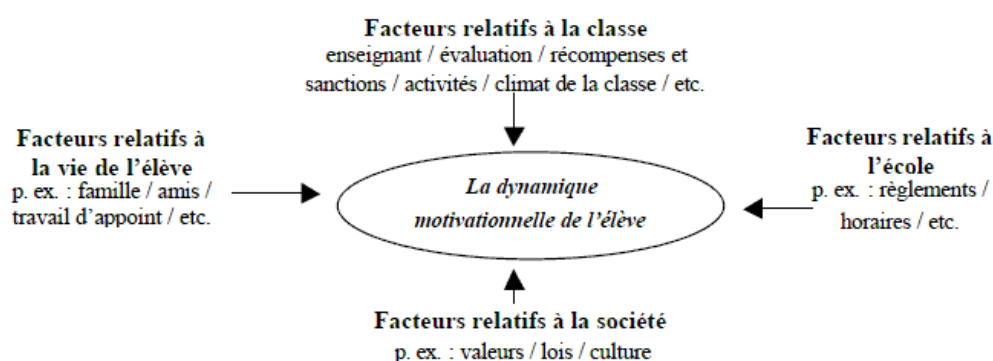 Facteurs relatifs à la classe
enseignant / évaluation / récompenses et
sanctions / activités / climat de la classe / etc.
Facteurs relatifs à
la vie de l’élève
p. ex. : famille / amis /
travail d’appoint / etc.
La dynamique
motivationnelle de l’élève
Facteurs relatifs à
l’école
p. ex. : règlements /
horaires / etc.
Facteurs relatifs à la société
p. ex. : valeurs / lois / culture